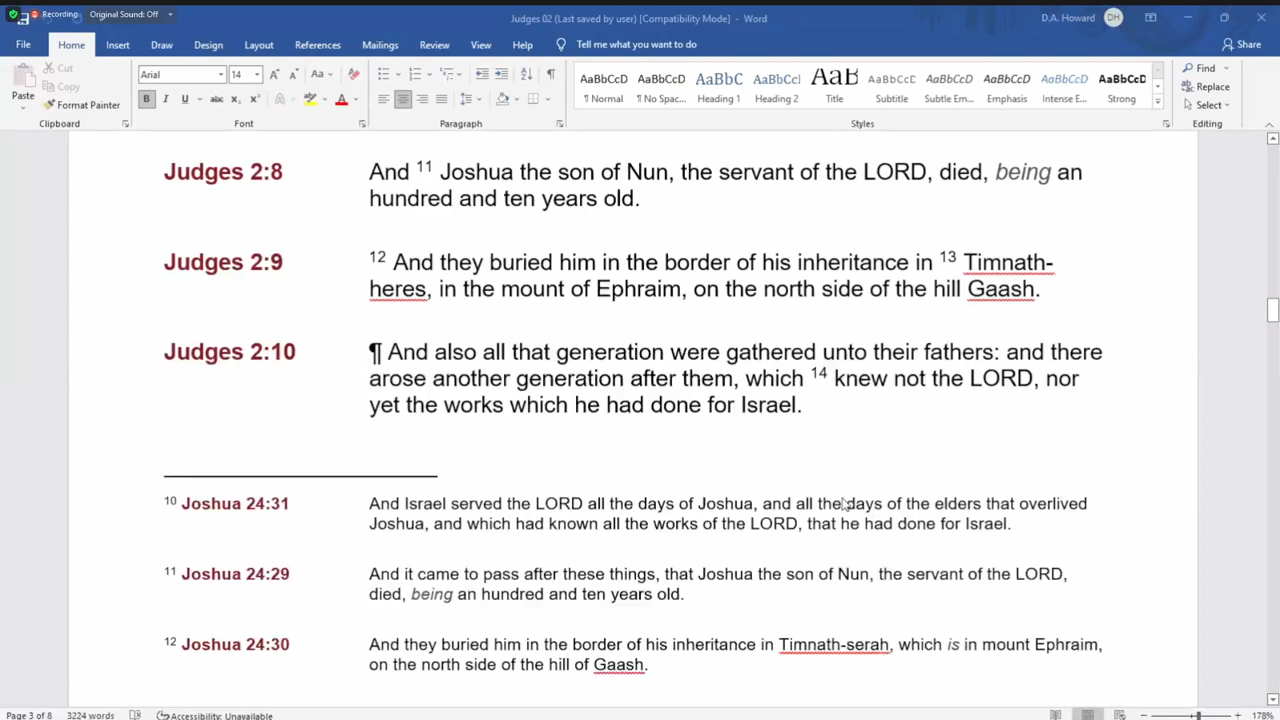 Recording Original Sound: Off
Judges 02 (Last saved by user) [Compatibility Mode] - Word
D.A. Howard DH
File Home Insert Draw Design Layout References Mailings Review View Help Tell me what you want to do Share
Paste Cut Copy Format Painter
Clipboard
Arial 14
Font
Paragraph
AaBbCcD AaBbCcD AaBbC AaBbCcl AaB AaBbCcD AaBbCcD AaBbCcD AaBbCcD AaBbCcD
¶ Normal ¶ No Spac... Heading 1 Heading 2 Title Subtitle Subtle Em... Emphasis Intense E... Strong
Styles
Find
Replace
Select
Editing
Judges 2:8 And 11 Joshua the son of Nun, the servant of the LORD, died, being an
hundred and ten years old.
Judges 2:9 12 And they buried him in the border of his inheritance in 13 Timnath-
heres, in the mount of Ephraim, on the north side of the hill Gaash.
Judges 2:10 ¶ And also all that generation were gathered unto their fathers: and there
arose another generation after them, which 14 knew not the LORD, nor
yet the works which he had done for Israel.
10 Joshua 24:31 And Israel served the LORD all the days of Joshua, and all the days of the elders that overlived
Joshua, and which had known all the works of the LORD, that he had done for Israel.
11 Joshua 24:29 And it came to pass after these things, that Joshua the son of Nun, the servant of the LORD,
died, being an hundred and ten years old.
12 Joshua 24:30 And they buried him in the border of his inheritance in Timnath-serah, which is in mount Ephraim,
on the north side of the hill of Gaash.
Page 3 of 8 3224 words Accessibility: Unavailable 178%